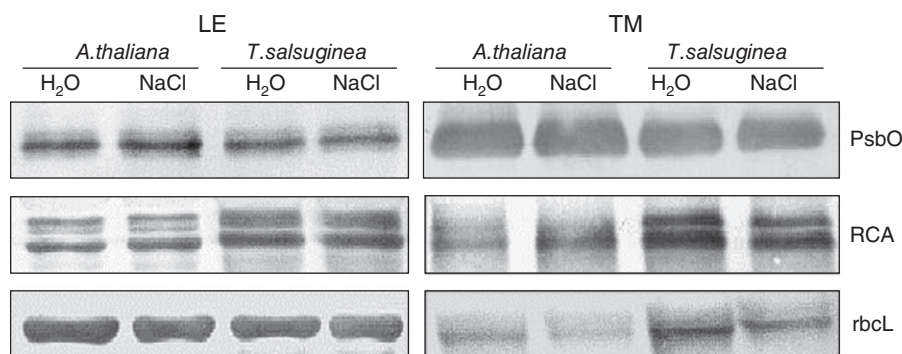 LE TM
A.thaliana T.salsuginea A.thaliana T.salsuginea
H₂O NaCl H₂O NaCl H₂O NaCl H₂O NaCl
PsbO
RCA
rbcL